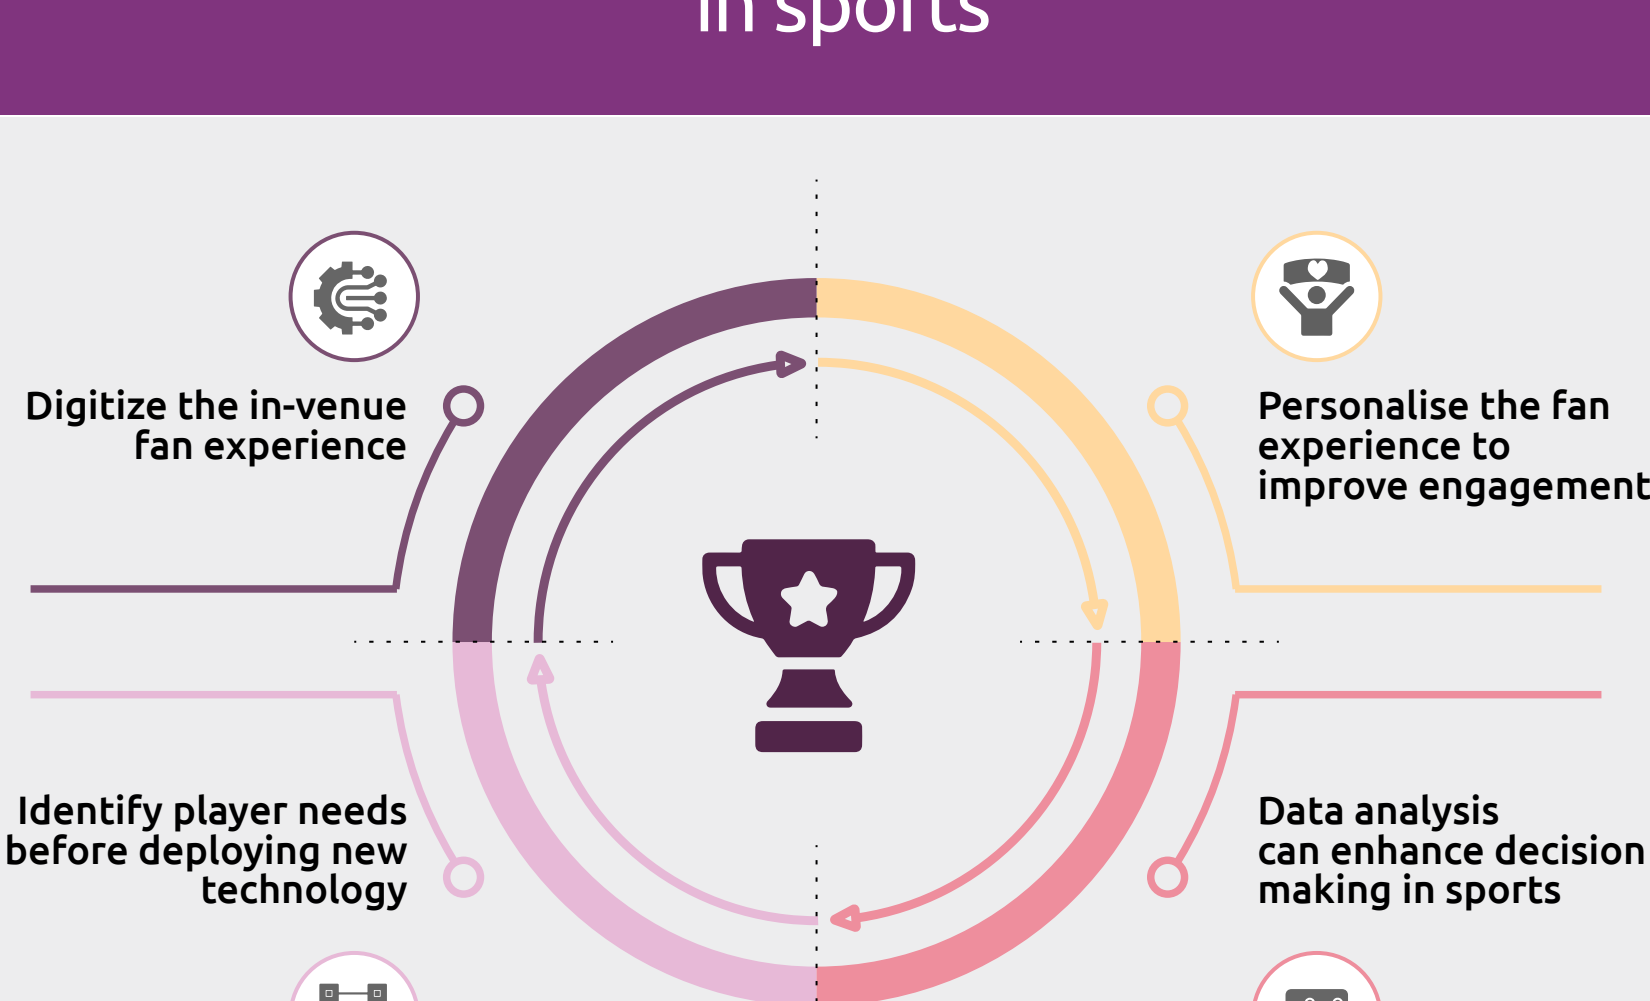 in sports
Digitize the in-venue
fan experience
Personalise the fan
experience to
improve engagement
Identify player needs
before deploying new
technology
Data analysis
can enhance decision
making in sports